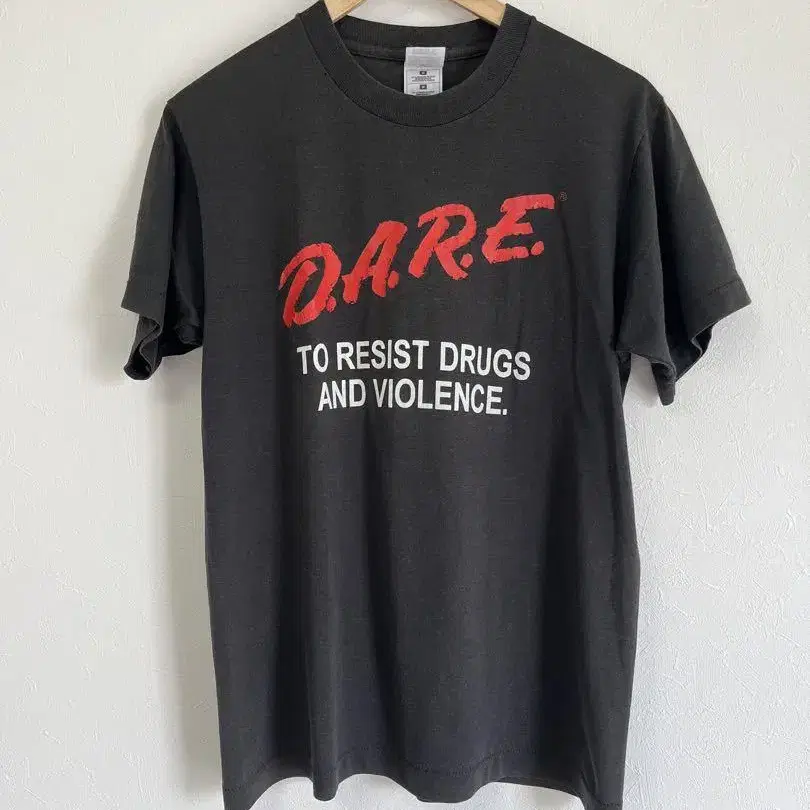 D.A.R.E.®
TO RESIST DRUGS
AND VIOLENCE.